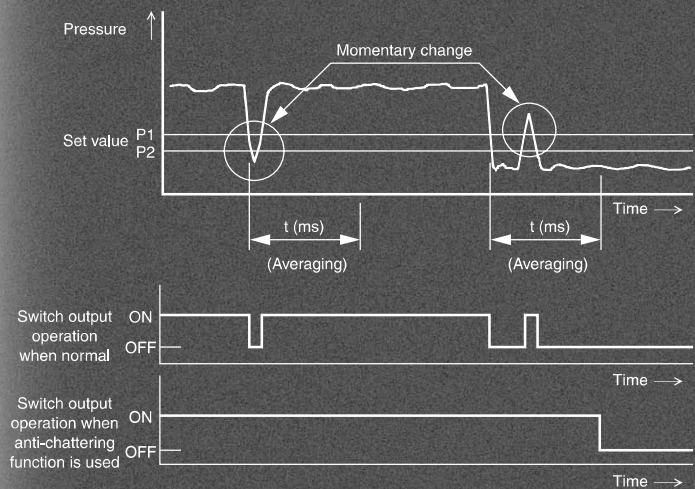 Pressure
Momentary change
Set value
P1
P2
Time
t (ms)
t (ms)
(Averaging)
(Averaging)
Switch output
operation
when normal
ON
OFF
Time
Switch output
operation when
anti-chattering
function is used
ON
OFF
Time